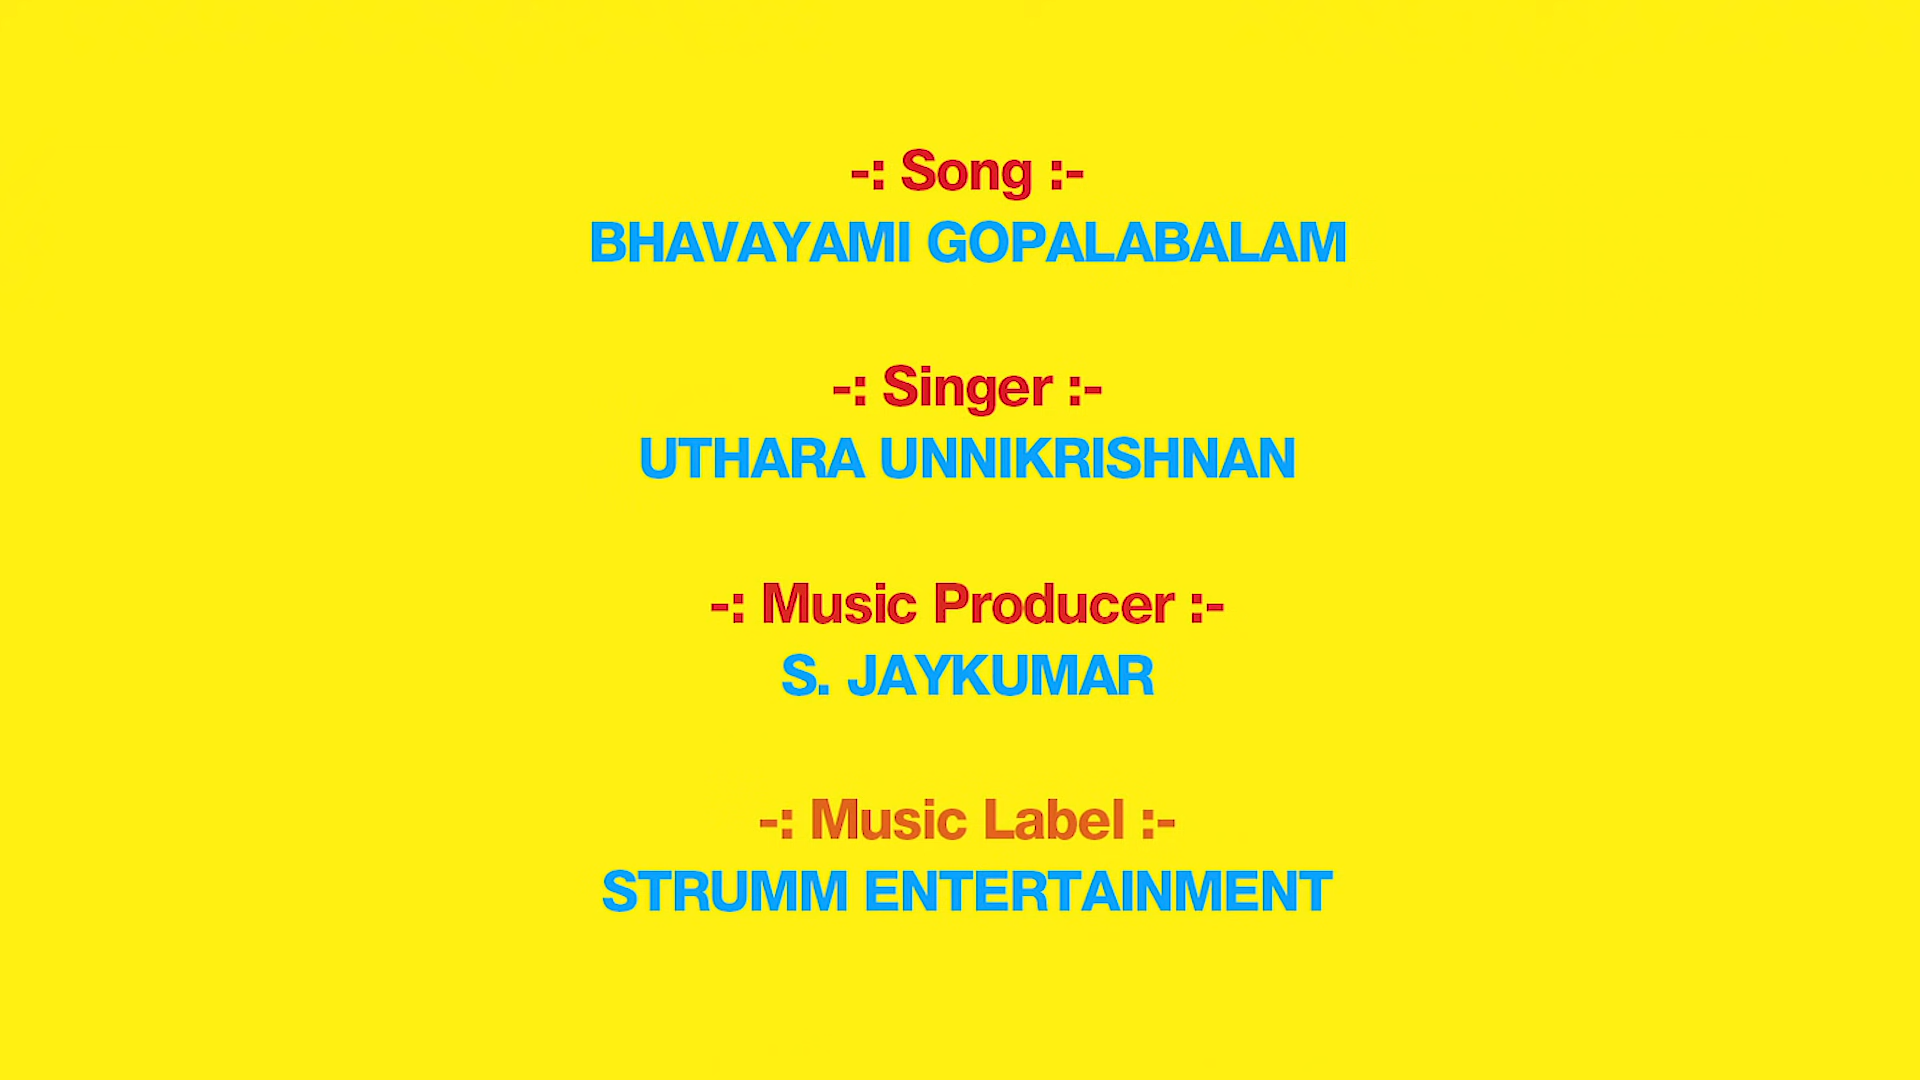 -: Song :-
BHAVAYAMI GOPALABALAM
-: Singer :-
UTHARA UNNIKRISHNAN
-: Music Producer :-
S. JAYKUMAR
-: Music Label :-
STRUMM ENTERTAINMENT